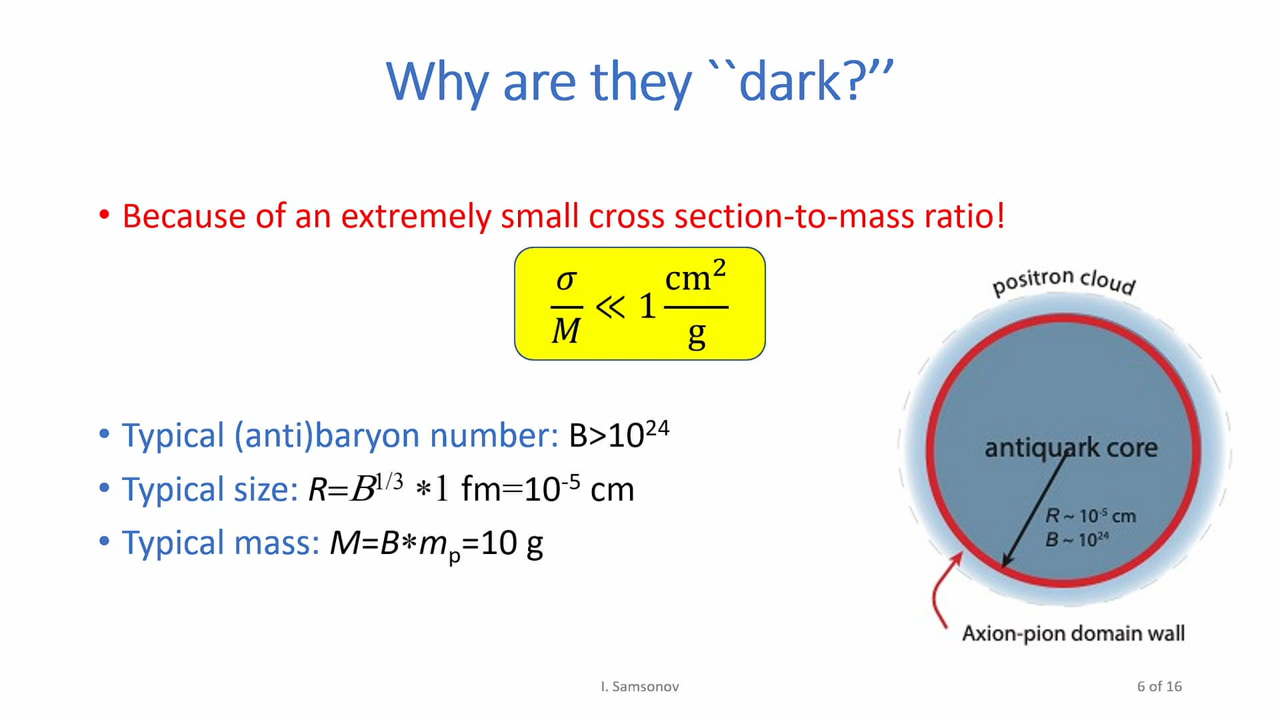 Why are they ``dark?’’
• Because of an extremely small cross section-to-mass ratio!
σ/M ≪ 1 cm²/g
• Typical (anti)baryon number: B>10²⁴
• Typical size: R=B^1/3 ∗1 fm=10⁻⁵ cm
• Typical mass: M=B∗mₚ=10 g
positron cloud
antiquark core
R ~ 10⁻⁵ cm
B ~ 10²⁴
Axion-pion domain wall
I. Samsonov
6 of 16